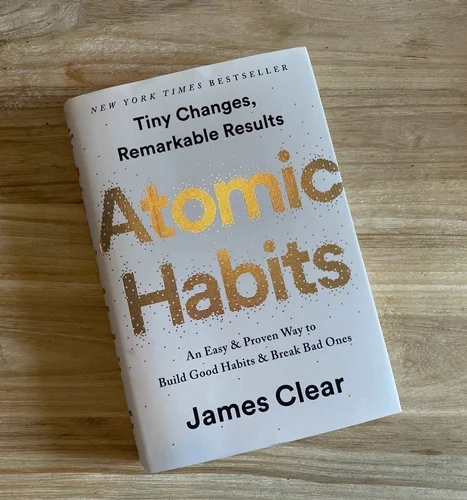 NEW YORK TIMES BESTSELLER
Tiny Changes,
Remarkable Results
Atomic
Habits
An Easy & Proven Way to
Build Good Habits & Break Bad Ones
James Clear